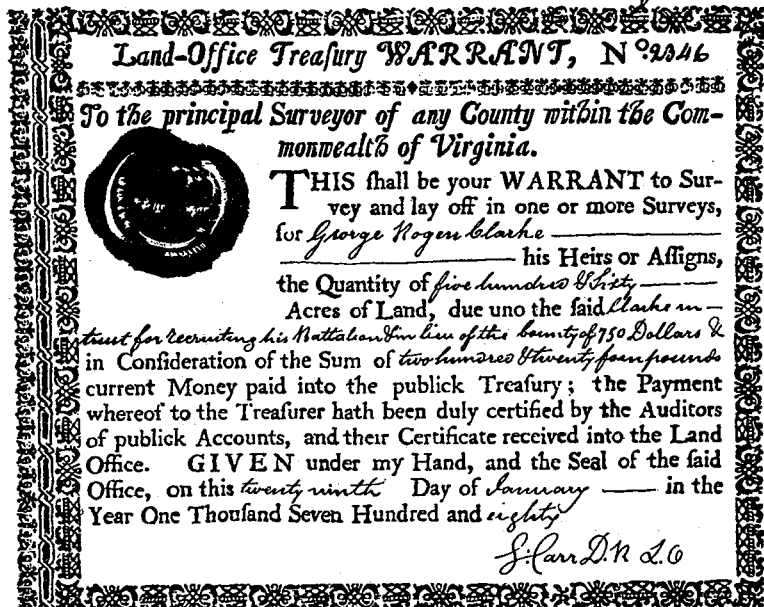 Land-Office Treaſury WARRANT, Nº 2346
To the principal Surveyor of any County within the Com-
monwealth of Virginia.
THIS ſhall be your WARRANT to Sur-
vey and lay off in one or more Surveys,
for George Rogers Clarke
his Heirs or Aſſigns,
the Quantity of five hundred & Sixty
Acres of Land, due uno the ſaid Clarke in
trust for recruiting his Battalion & in lieu of the bounty of 750 Dollars &
in Conſideration of the Sum of two hundred & twenty four pounds
current Money paid into the publick Treaſury; the Payment
whereof to the Treaſurer hath been duly certified by the Auditors
of publick Accounts, and their Certificate received into the Land
Office. GIVEN under my Hand, and the Seal of the ſaid
Office, on this twenty ninth Day of January in the
Year One Thouſand Seven Hundred and eighty
S. Carr D. R L. O